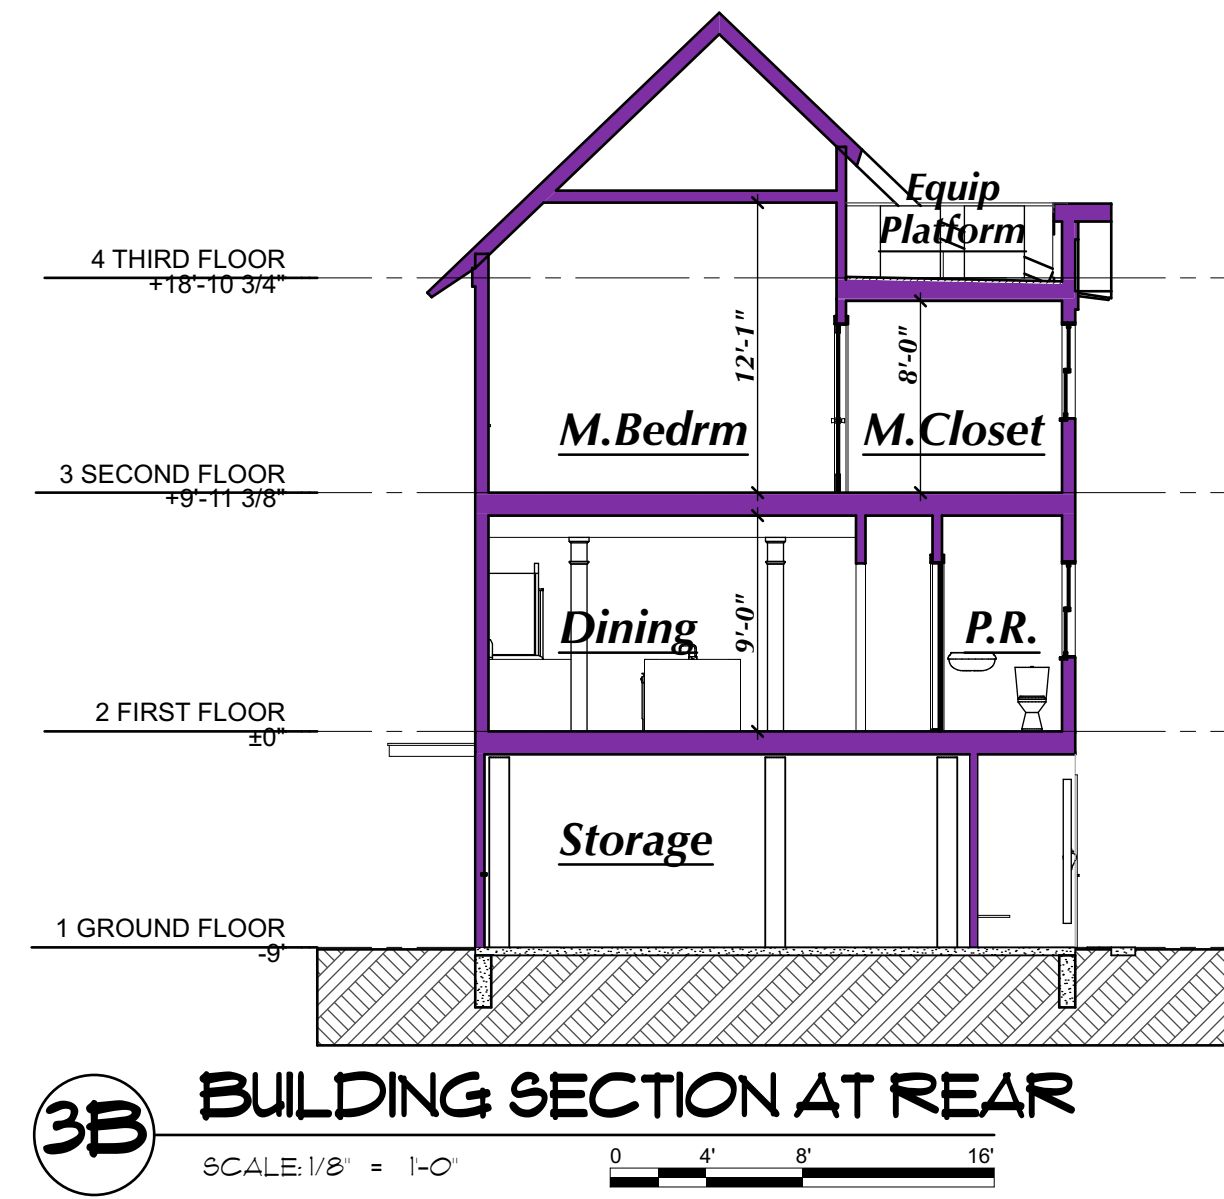 Equip
Platform
4 THIRD FLOOR
+18'-10 3/4"
12'-1"
8'-0"
M.Bedrm
M.Closet
3 SECOND FLOOR
+9'-11 3/8"
9'-0"
Dining
P.R.
2 FIRST FLOOR
±0"
Storage
1 GROUND FLOOR
-9'
3B
BUILDING SECTION AT REAR
SCALE: 1/8" = 1'-0"
0 4' 8' 16'